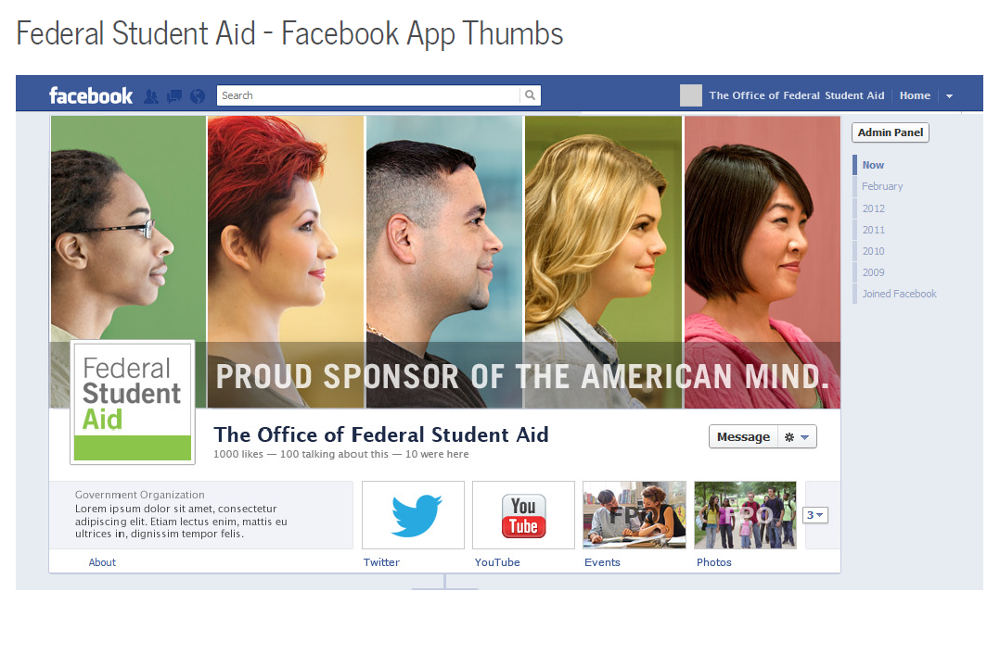 Federal Student Aid - Facebook App Thumbs
facebook
Search
The Office of Federal Student Aid
Home
Admin Panel
Now
February
2012
2011
2010
2009
Joined Facebook
PROUD SPONSOR OF THE AMERICAN MIND.
Federal
Student
Aid
The Office of Federal Student Aid
1000 likes — 100 talking about this — 10 were here
Message
Government Organization
Lorem ipsum dolor sit amet, consectetur
adipiscing elit. Etiam lectus enim, mattis eu
ultrices in, dignissim tempor felis.
About
You
Tube
FPO
FPO
3
Twitter
YouTube
Events
Photos